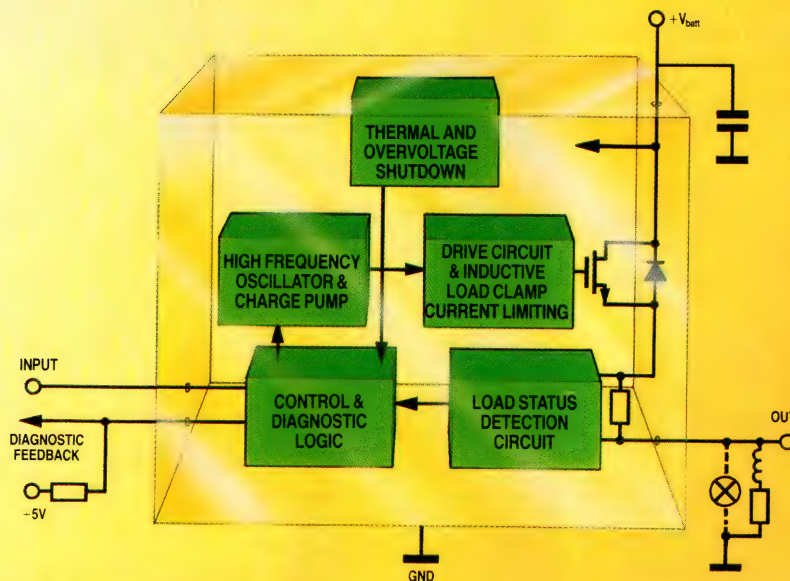 +Vbatt
THERMAL AND
OVERVOLTAGE
SHUTDOWN
HIGH FREQUENCY
OSCILLATOR &
CHARGE PUMP
DRIVE CIRCUIT
& INDUCTIVE
LOAD CLAMP
CURRENT LIMITING
INPUT
CONTROL &
DIAGNOSTIC
LOGIC
LOAD STATUS
DETECTION
CIRCUIT
OUT
DIAGNOSTIC
FEEDBACK
+5V
GND